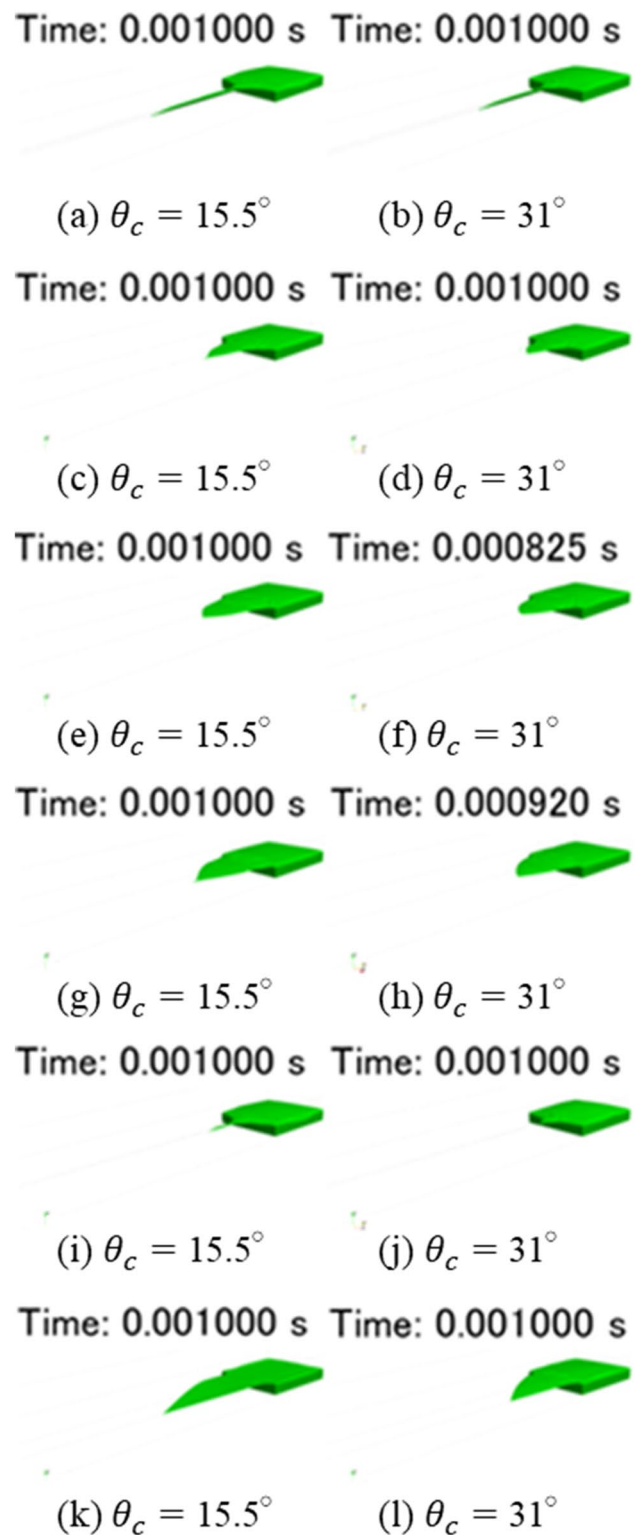 Time: 0.001000 s Time: 0.001000 s
(a) θc = 15.5° (b) θc = 31°
Time: 0.001000 s Time: 0.001000 s
(c) θc = 15.5° (d) θc = 31°
Time: 0.001000 s Time: 0.000825 s
(e) θc = 15.5° (f) θc = 31°
Time: 0.001000 s Time: 0.000920 s
(g) θc = 15.5° (h) θc = 31°
Time: 0.001000 s Time: 0.001000 s
(i) θc = 15.5° (j) θc = 31°
Time: 0.001000 s Time: 0.001000 s
(k) θc = 15.5° (l) θc = 31°